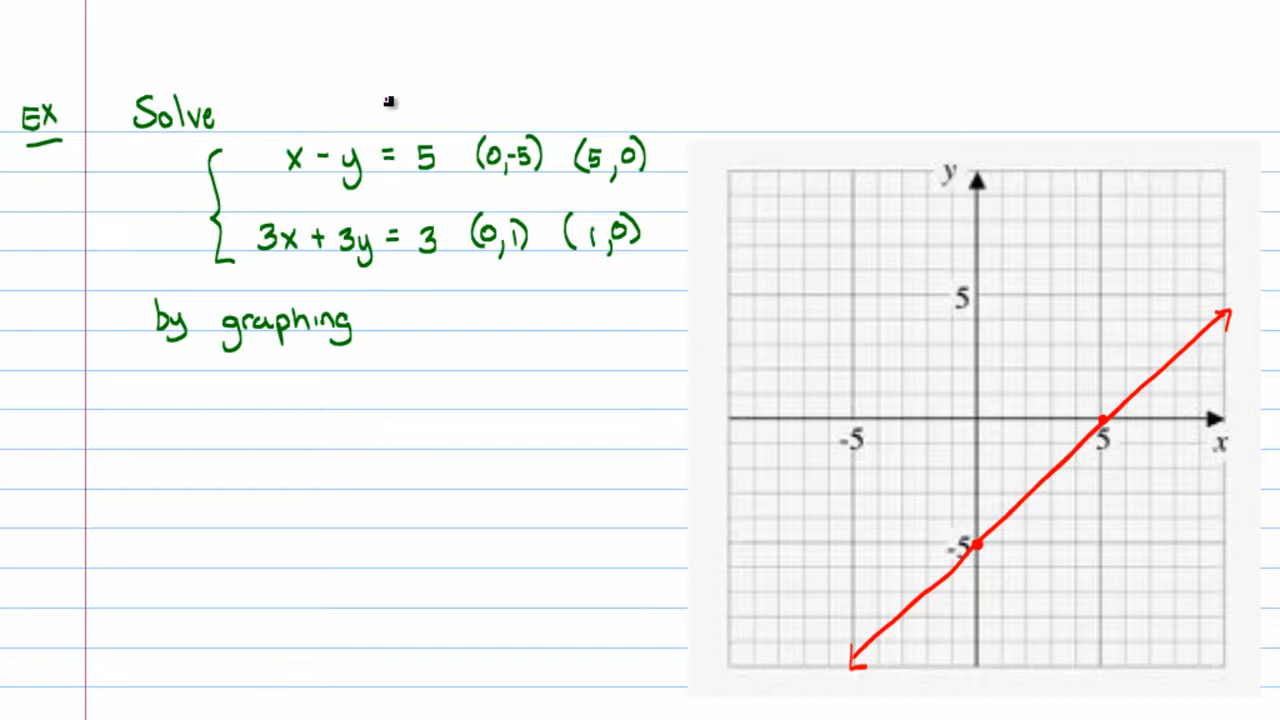 EX Solve
x - y = 5 (0,-5) (5,0)
3x + 3y = 3 (0,1) (1,0)
by graphing
y
5
-5 5 x
-5